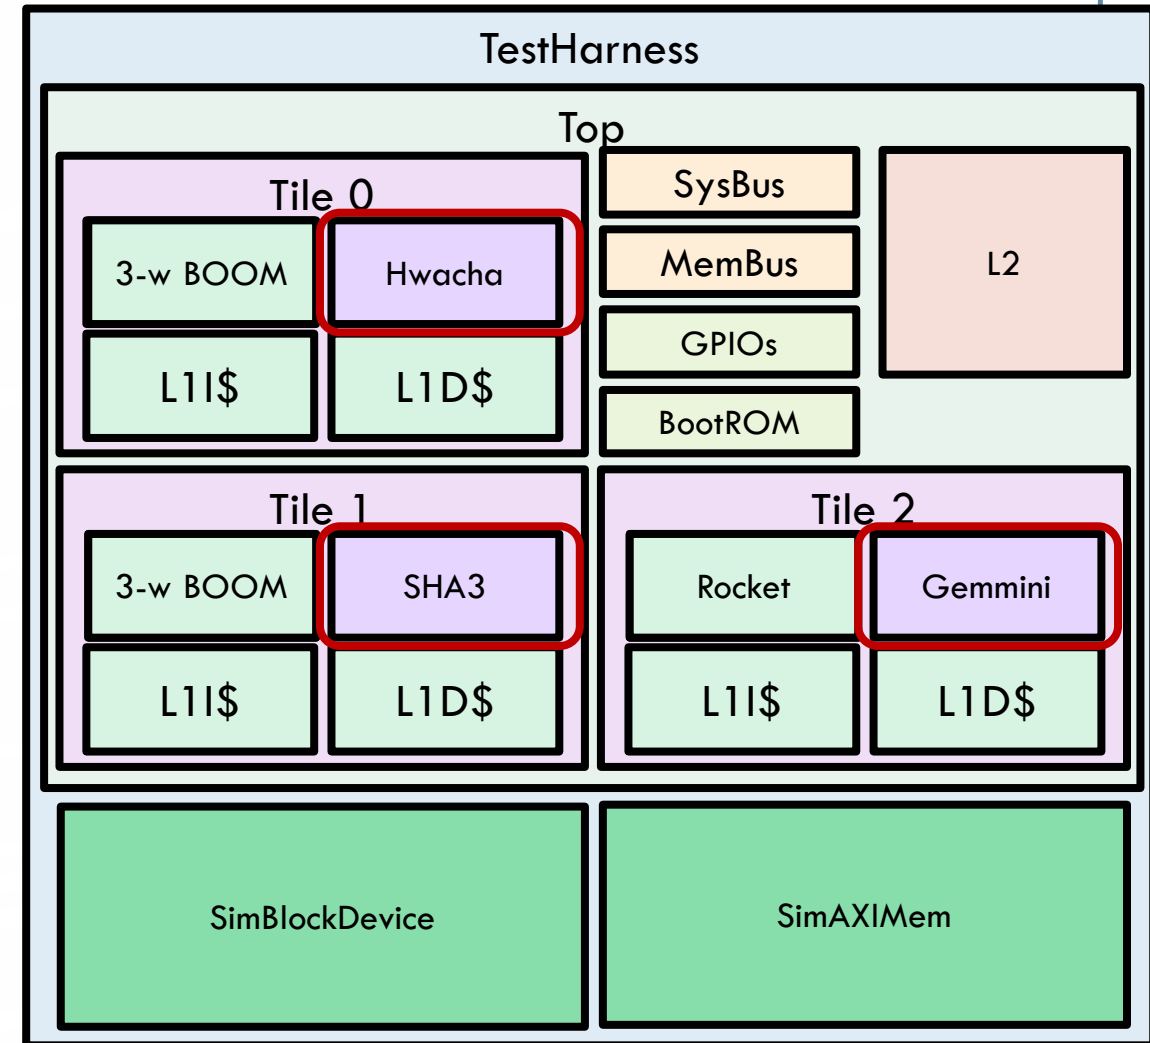 TestHarness
Top
Tile 0
3-w BOOM
Hwacha
L1I$
L1D$
SysBus
MemBus
GPIOs
BootROM
L2
Tile 1
3-w BOOM
SHA3
L1I$
L1D$
Tile 2
Rocket
Gemmini
L1I$
L1D$
SimBlockDevice
SimAXIMem